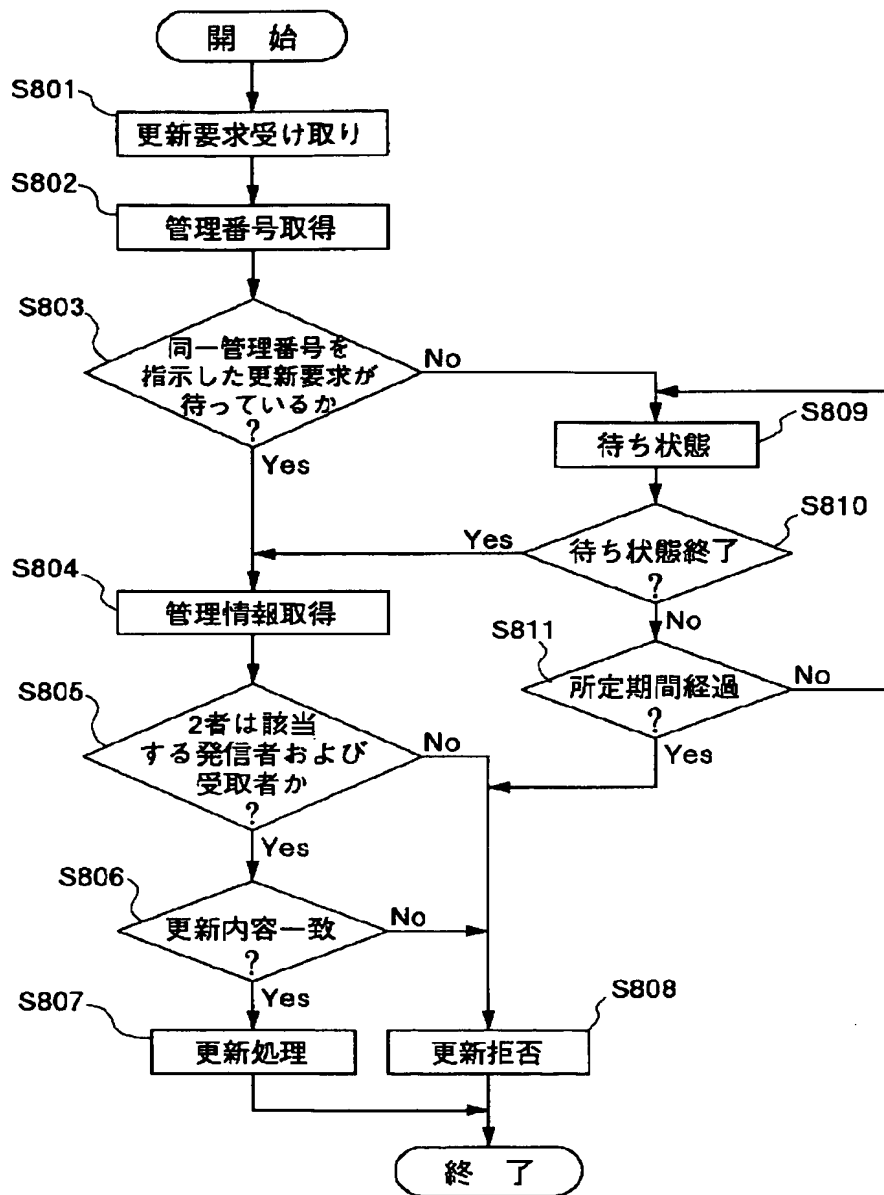 開 始
S801
更新要求受け取り
S802
管理番号取得
S803
同一管理番号を
指示した更新要求が
待っているか
?
No
Yes
S809
待ち状態
S810
待ち状態終了
?
Yes
No
S804
管理情報取得
S811
所定期間経過
?
No
Yes
S805
2者は該当
する発信者および
受取者か
?
No
Yes
S806
更新内容一致
?
No
Yes
S807
更新処理
S808
更新拒否
終 了